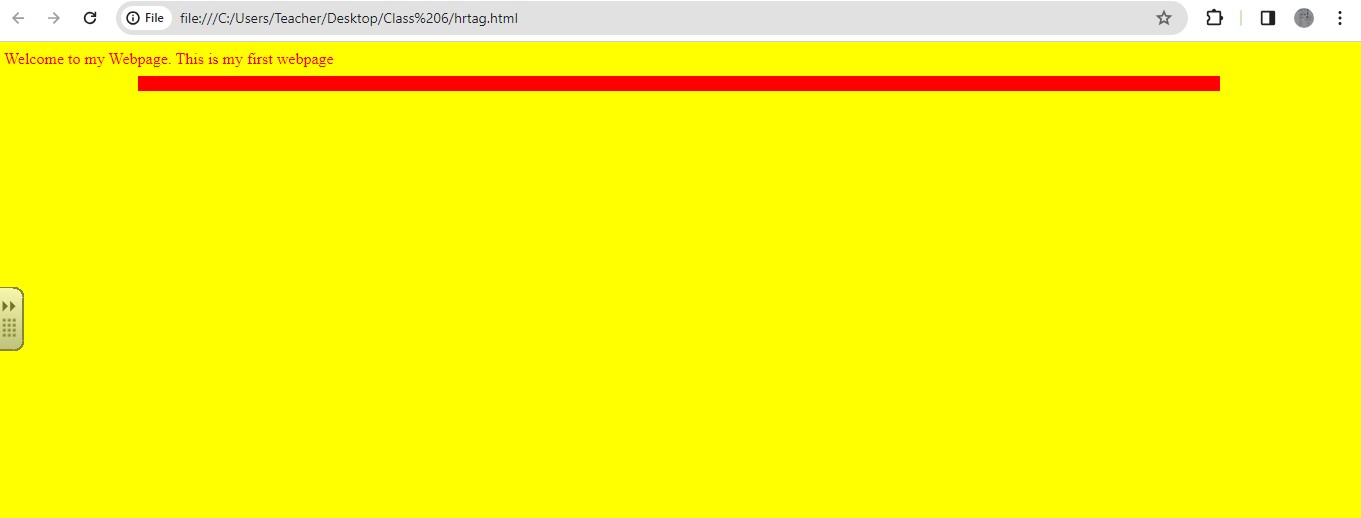 File file:///C:/Users/Teacher/Desktop/Class%206/hrtag.html
Welcome to my Webpage. This is my first webpage